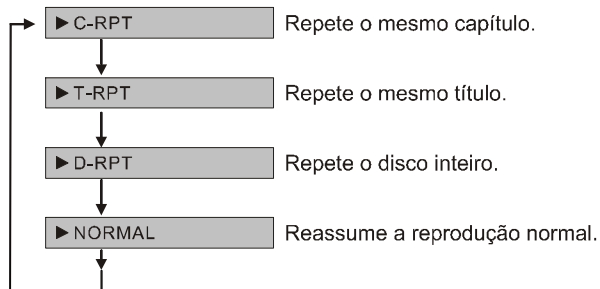 ▶ C-RPT Repete o mesmo capítulo.
▶ T-RPT Repete o mesmo título.
▶ D-RPT Repete o disco inteiro.
▶ NORMAL Reassume a reprodução normal.